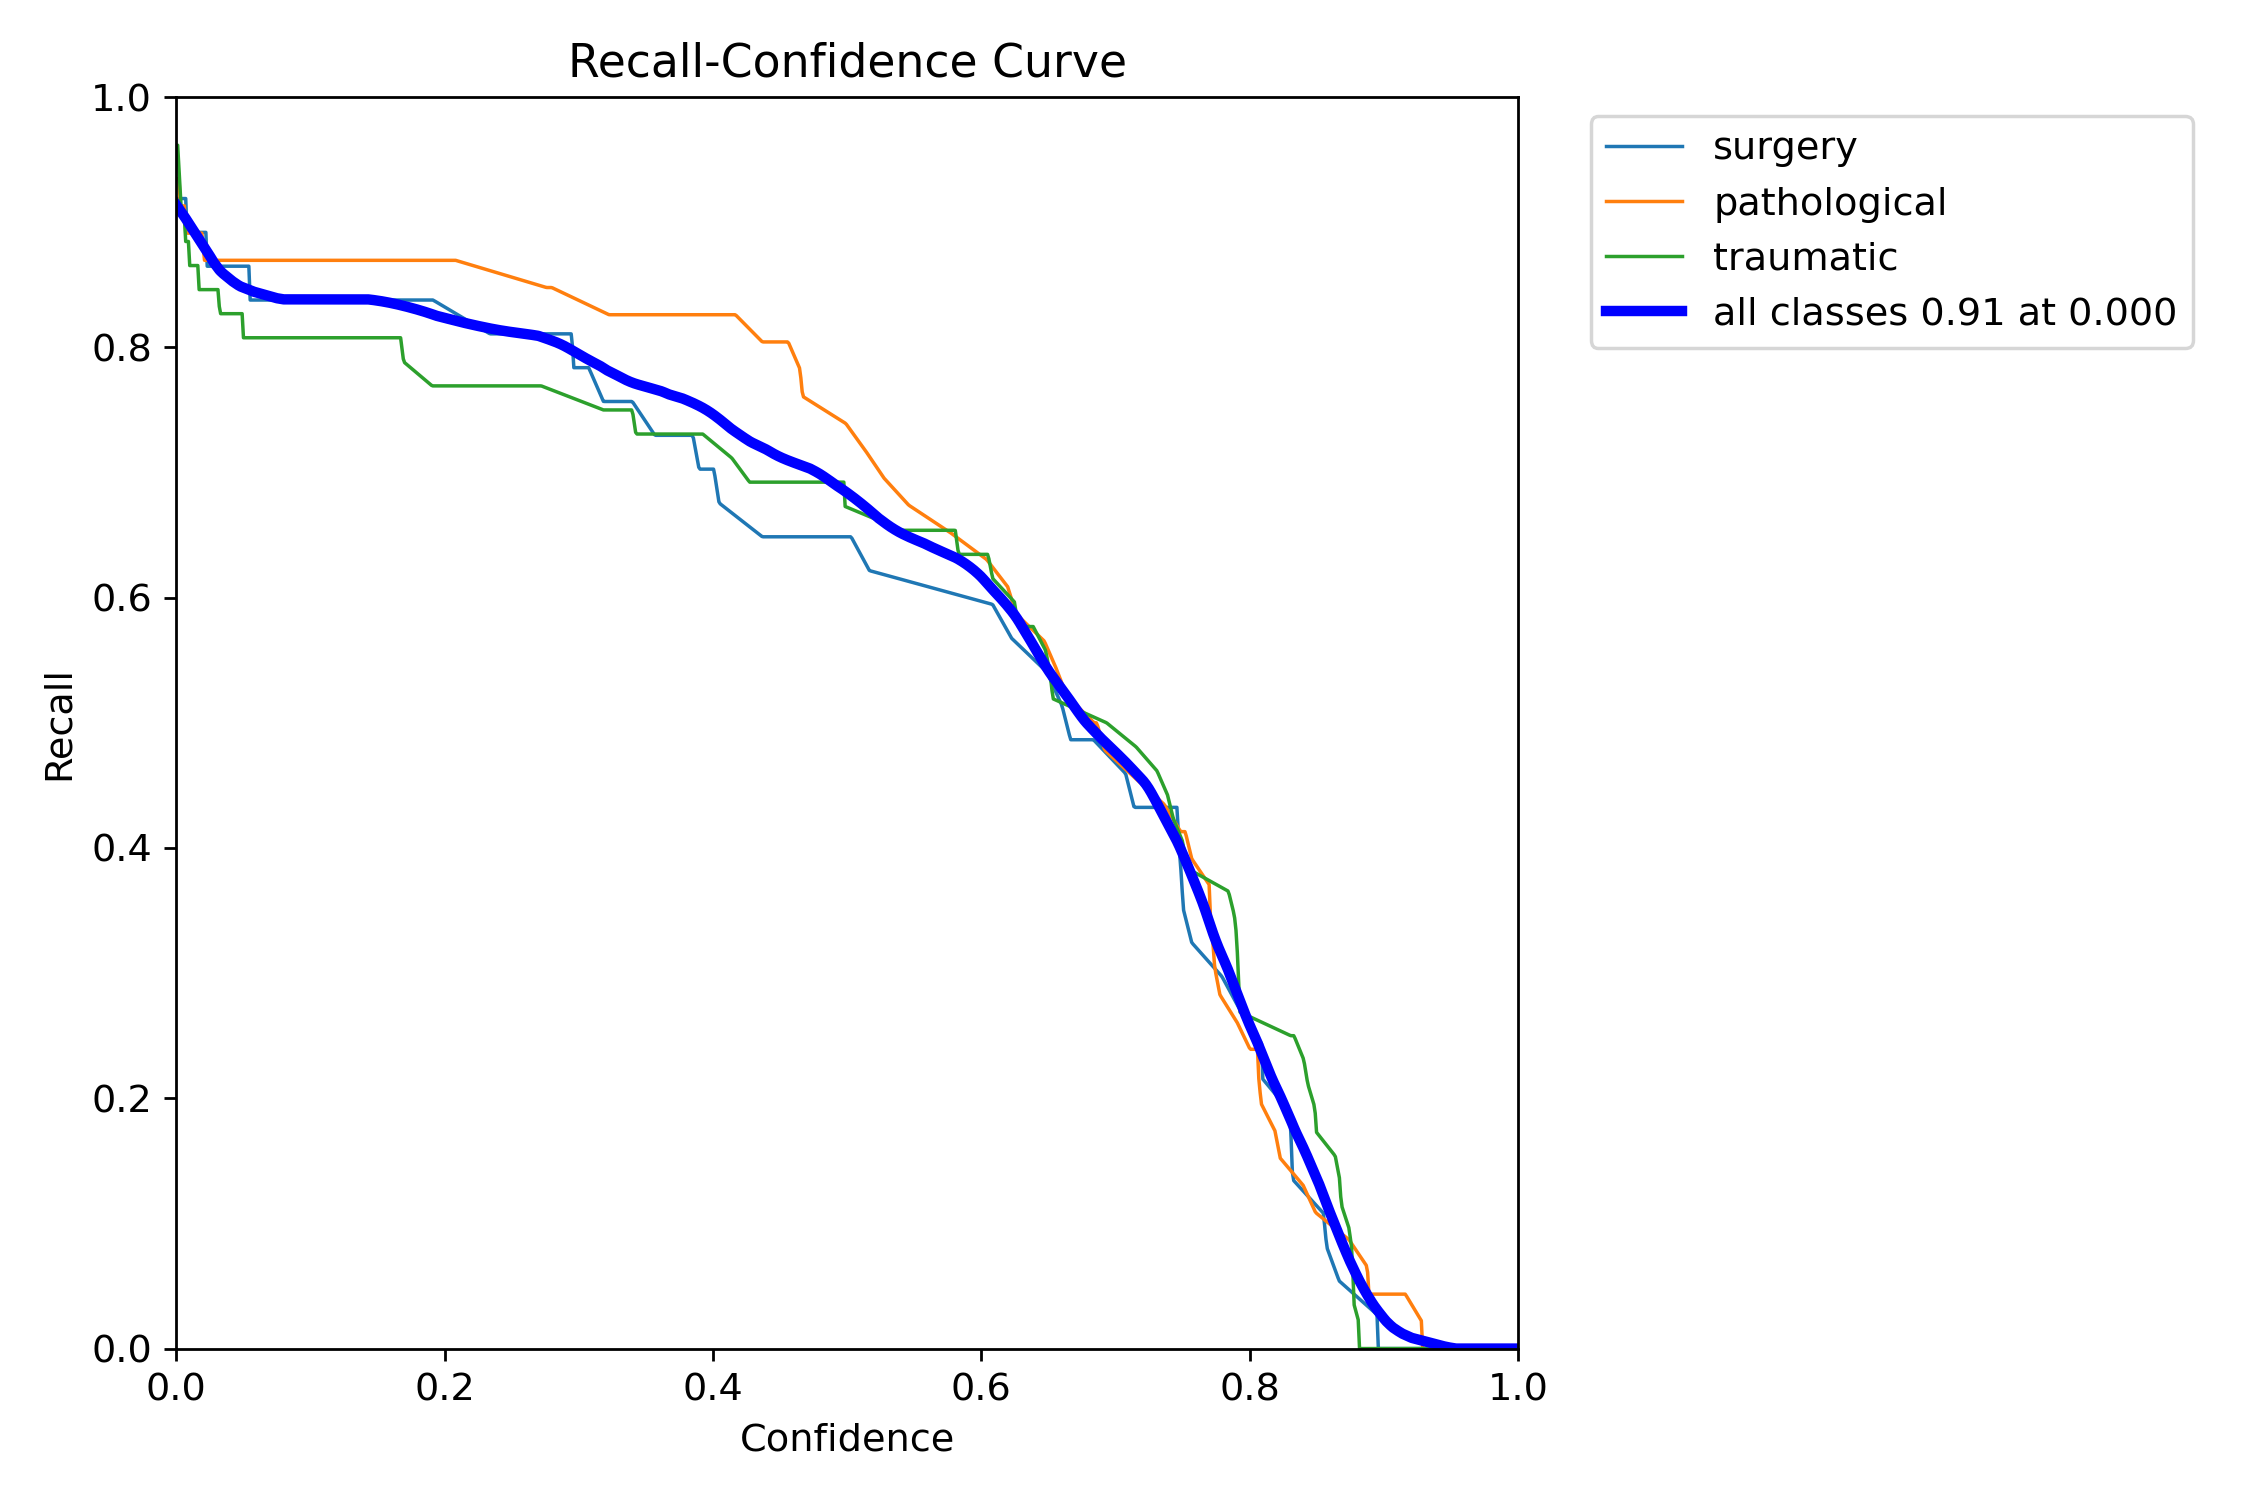 Recall-Confidence Curve
1.0
0.8
0.6
0.4
0.2
0.0
Recall
0.0 0.2 0.4 0.6 0.8 1.0
Confidence
surgery
pathological
traumatic
all classes 0.91 at 0.000